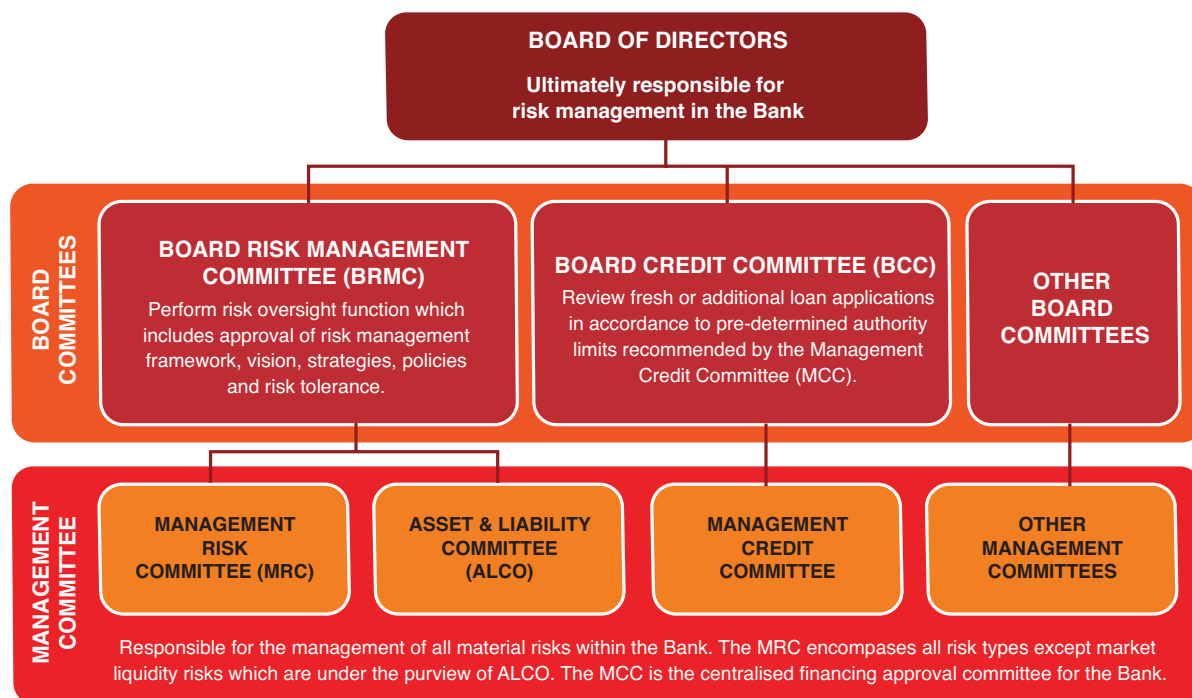 BOARD OF DIRECTORS
Ultimately responsible for
risk management in the Bank
BOARD
COMMITTEES
BOARD RISK MANAGEMENT
COMMITTEE (BRMC)
Perform risk oversight function which
includes approval of risk management
framework, vision, strategies, policies
and risk tolerance.
BOARD CREDIT COMMITTEE (BCC)
Review fresh or additional loan applications
in accordance to pre-determined authority
limits recommended by the Management
Credit Committee (MCC).
OTHER
BOARD
COMMITTEES
MANAGEMENT
COMMITTEE
MANAGEMENT
RISK
COMMITTEE (MRC)
ASSET & LIABILITY
COMMITTEE
(ALCO)
MANAGEMENT
CREDIT
COMMITTEE
OTHER
MANAGEMENT
COMMITTEES
Responsible for the management of all material risks within the Bank. The MRC encompases all risk types except market
liquidity risks which are under the purview of ALCO. The MCC is the centralised financing approval committee for the Bank.